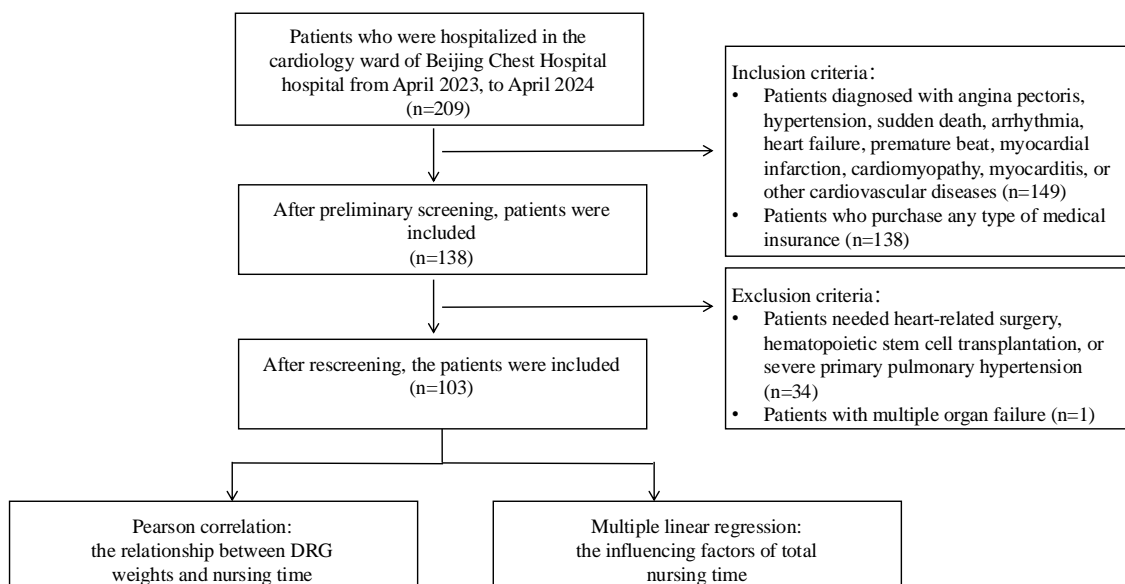 Patients who were hospitalized in the
cardiology ward of Beijing Chest Hospital
hospital from April 2023, to April 2024
(n=209)
Inclusion criteria：
• Patients diagnosed with angina pectoris,
hypertension, sudden death, arrhythmia,
heart failure, premature beat, myocardial
infarction, cardiomyopathy, myocarditis, or
other cardiovascular diseases (n=149)
• Patients who purchase any type of medical
insurance (n=138)
After preliminary screening, patients were
included
(n=138)
Exclusion criteria：
• Patients needed heart-related surgery,
hematopoietic stem cell transplantation, or
severe primary pulmonary hypertension
(n=34)
• Patients with multiple organ failure (n=1)
After rescreening, the patients were included
(n=103)
Pearson correlation:
the relationship between DRG
weights and nursing time
Multiple linear regression:
the influencing factors of total
nursing time